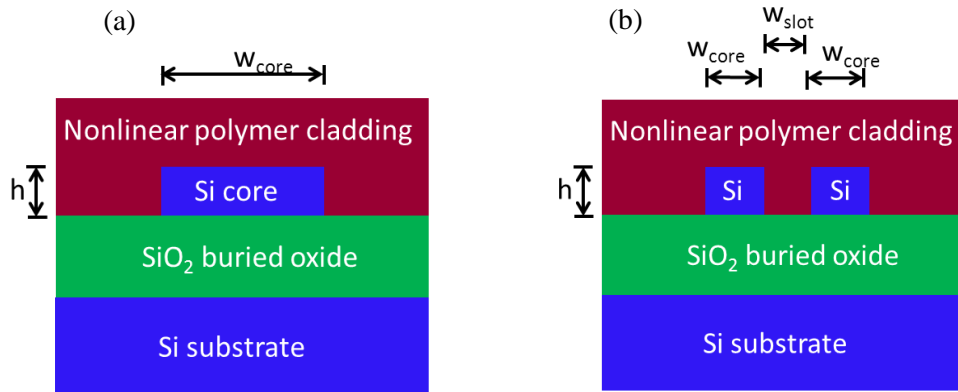 (a)
w_core
Nonlinear polymer cladding
h
Si core
SiO₂ buried oxide
Si substrate
(b)
w_slot
w_core
w_core
Nonlinear polymer cladding
h
Si
Si
SiO₂ buried oxide
Si substrate